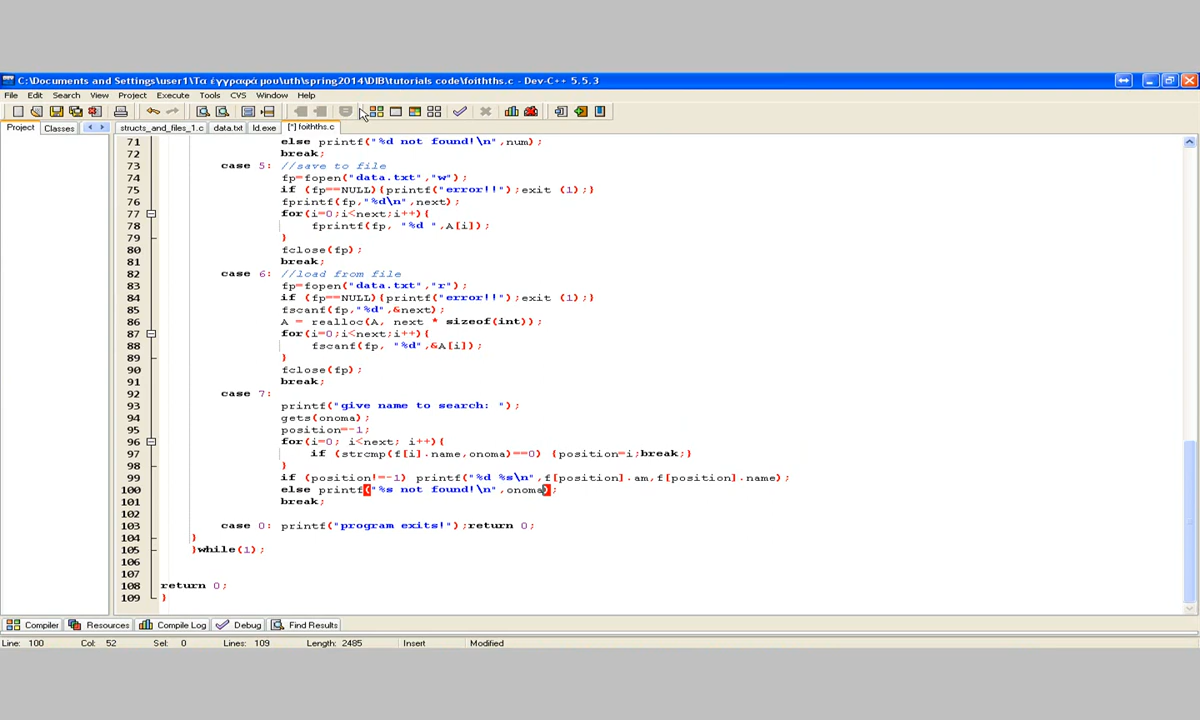 C:\Documents and Settings\user1\Τα έγγραφά μου\uth\spring2014\DIB\tutorials code\foithths.c - Dev-C++ 5.5.3
File Edit Search View Project Execute Tools CVS Window Help
Project Classes structs_and_files_1.c data.txt ld.exe [*] foithths.c
71 else printf("%d not found!\n",num);
72 break;
73 case 5: //save to file
74 fp=fopen("data.txt","w");
75 if (fp==NULL){printf("error!!");exit (1);}
76 fprintf(fp,"%d\n",next);
77 for(i=0;i<next;i++){
78 fprintf(fp, "%d ",A[i]);
79 }
80 fclose(fp);
81 break;
82 case 6: //load from file
83 fp=fopen("data.txt","r");
84 if (fp==NULL){printf("error!!");exit (1);}
85 fscanf(fp,"%d",&next);
86 A = realloc(A, next * sizeof(int));
87 for(i=0;i<next;i++){
88 fscanf(fp, "%d",&A[i]);
89 }
90 fclose(fp);
91 break;
92 case 7:
93 printf("give name to search: ");
94 gets(onoma);
95 position=-1;
96 for(i=0; i<next; i++){
97 if (strcmp(f[i].name,onoma)==0) {position=i;break;}
98 }
99 if (position!=-1) printf("%d %s\n",f[position].am,f[position].name);
100 else printf("%s not found!\n",onoma);
101 break;
102
103 case 0: printf("program exits!");return 0;
104 }
105 }while(1);
106
107
108 return 0;
109 }
Compiler Resources Compile Log Debug Find Results
Line: 100 Col: 52 Sel: 0 Lines: 109 Length: 2485 Insert Modified